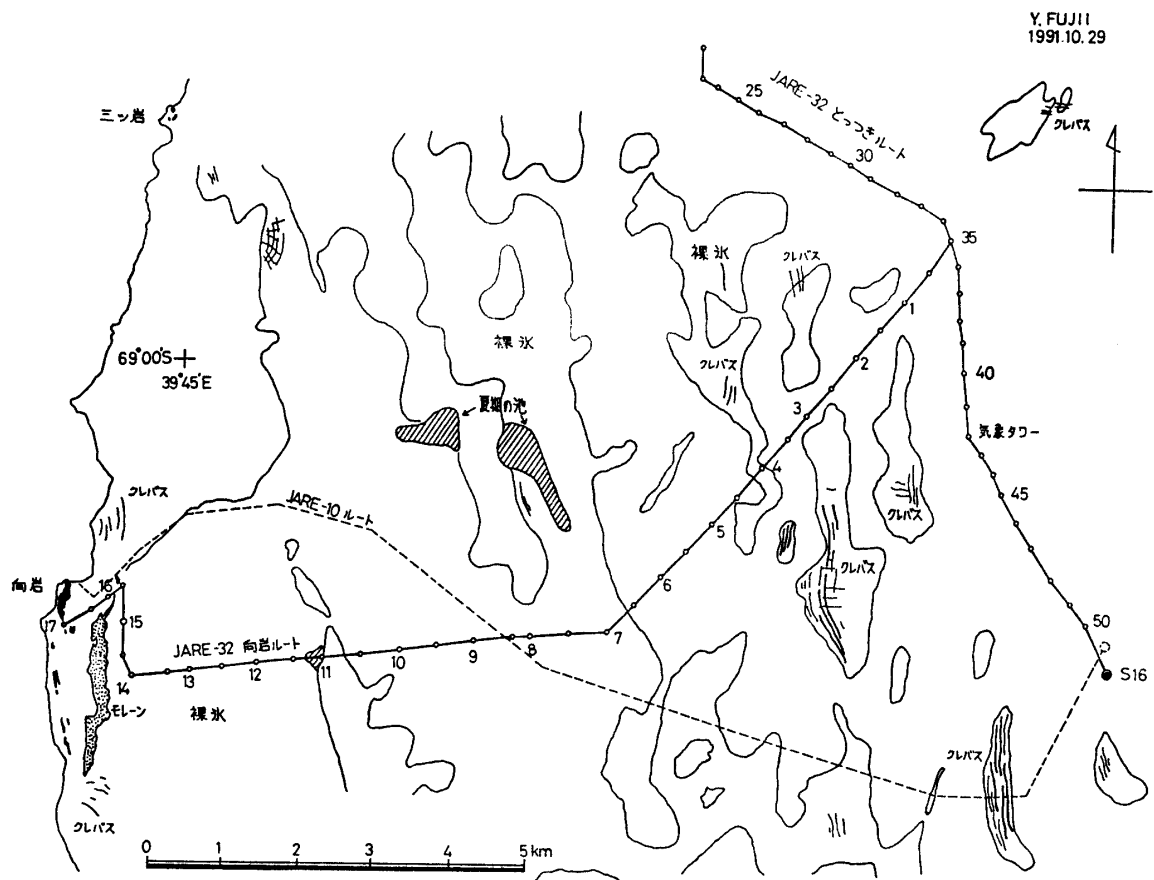 Y. FUJII
1991.10.29
三ッ岩
JARE-32 とっつきルート
25
30
35
クレバス
裸氷
クレバス
1
2
3
4
5
6
7
クレバス
裸氷
夏期の池
69°00'S
39°45'E
40
気象タワー
45
クレバス
クレバス
クレバス
JARE-10 ルート
向岩
16
17
15
14
JARE-32 向岩ルート
13
12
11
10
9
8
50
S16
モレーン
裸氷
クレバス
クレバス
0 1 2 3 4 5 km